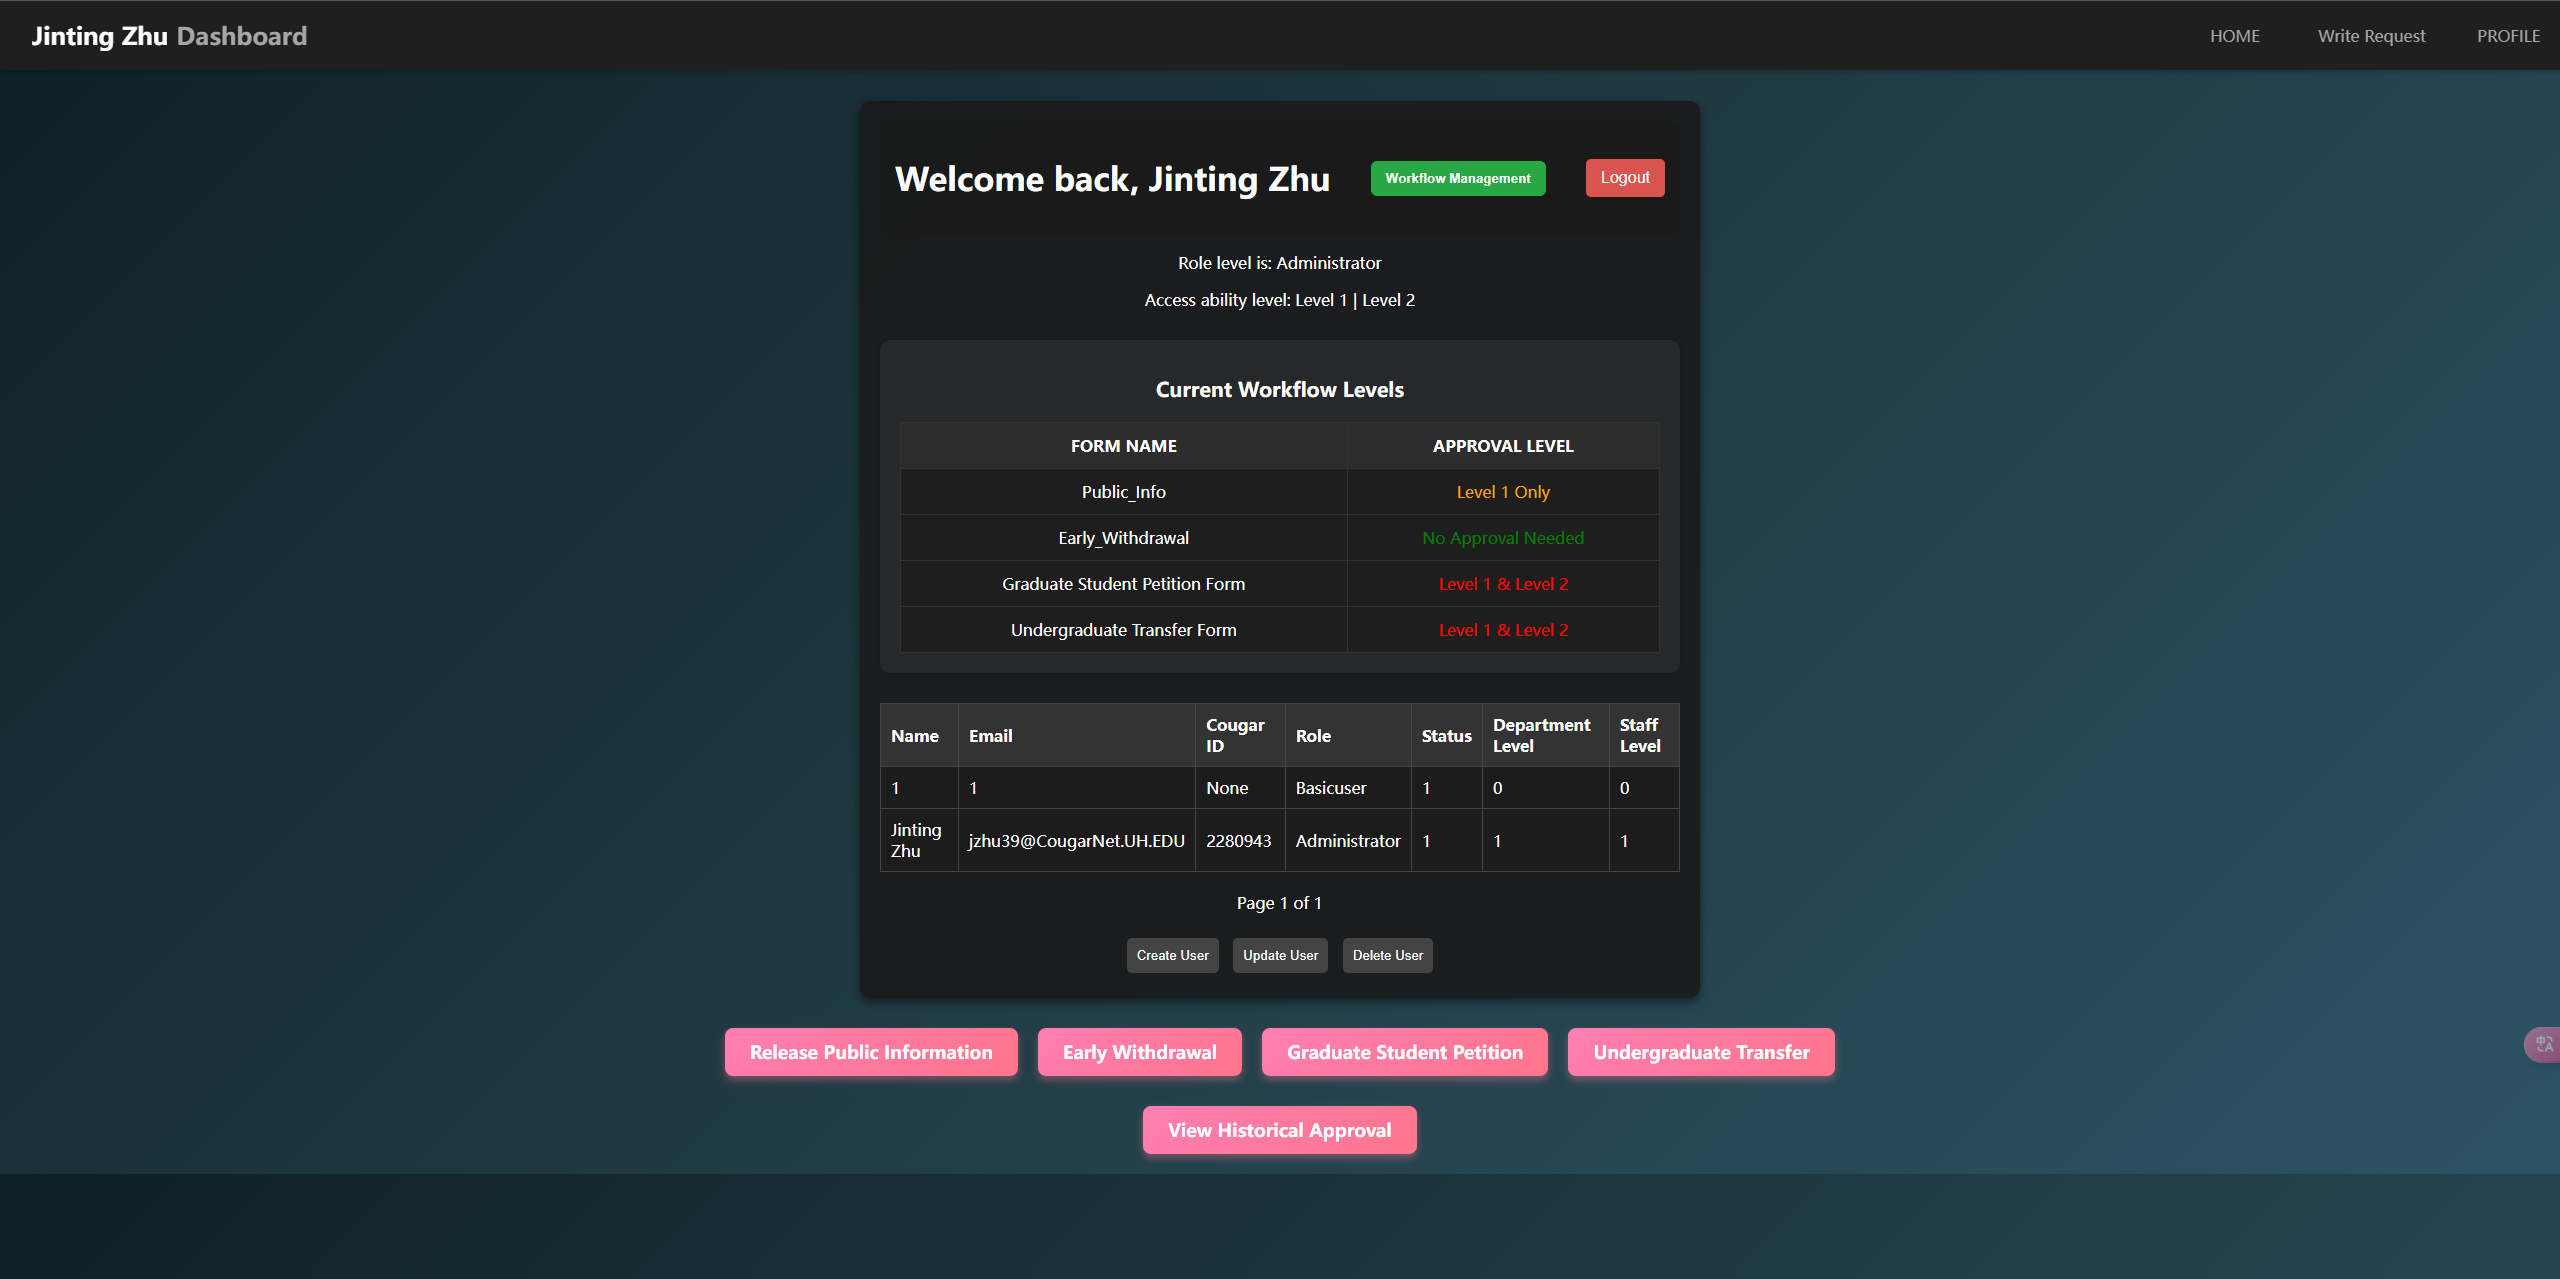 Jinting Zhu Dashboard
HOME
Write Request
PROFILE
Welcome back, Jinting Zhu
Workflow Management
Logout
Role level is: Administrator
Access ability level: Level 1 | Level 2
Current Workflow Levels
FORM NAME APPROVAL LEVEL
Public_Info Level 1 Only
Early_Withdrawal No Approval Needed
Graduate Student Petition Form Level 1 & Level 2
Undergraduate Transfer Form Level 1 & Level 2
Name Email Cougar ID Role Status Department Level Staff Level
1 1 None Basicuser 1 0 0
Jinting Zhu jzhu39@CougarNet.UH.EDU 2280943 Administrator 1 1 1
Page 1 of 1
Create User Update User Delete User
Release Public Information Early Withdrawal Graduate Student Petition Undergraduate Transfer
View Historical Approval